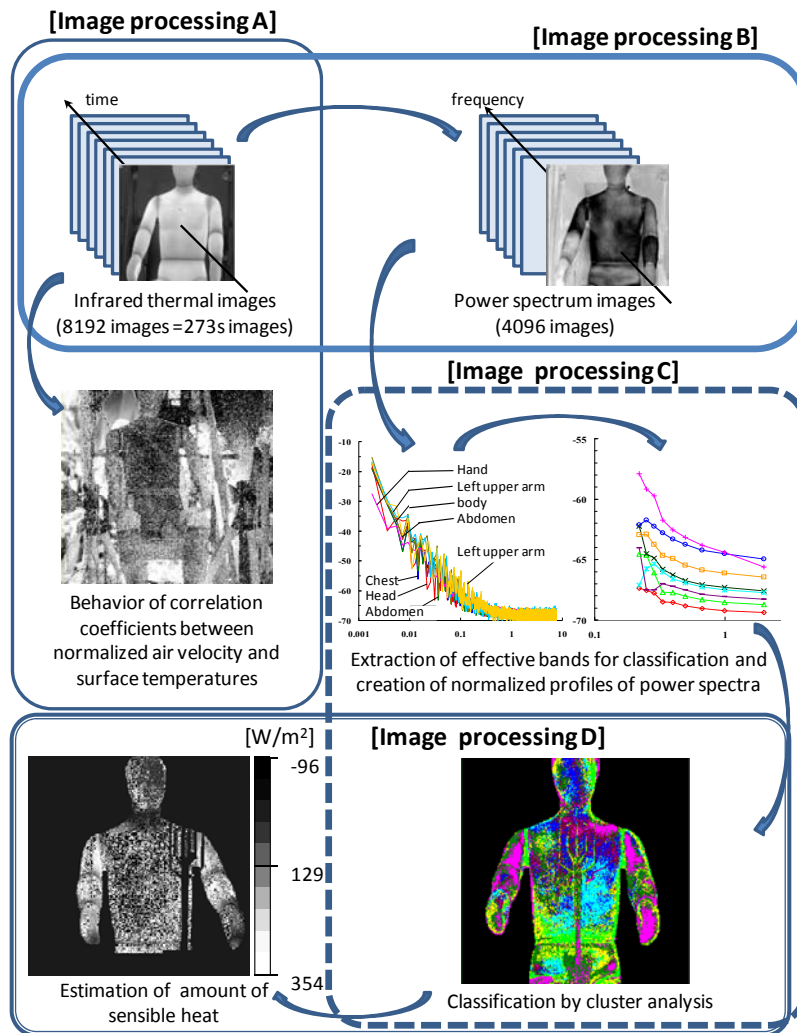 [Image processing A]
[Image processing B]
time
frequency
Infrared thermal images
(8192 images =273s images)
Power spectrum images
(4096 images)
[Image processing C]
-10
-20
-30
-40
-50
-60
-70
0.001
0.01
0.1
1
10
Hand
Left upper arm
body
Abdomen
Left upper arm
Chest
Head
Abdomen
-55
-60
-65
-70
0.1
1
Behavior of correlation
coefficients between
normalized air velocity and
surface temperatures
Extraction of effective bands for classification and
creation of normalized profiles of power spectra
[W/m²]
[Image processing D]
-96
129
354
Estimation of amount of
sensible heat
Classification by cluster analysis